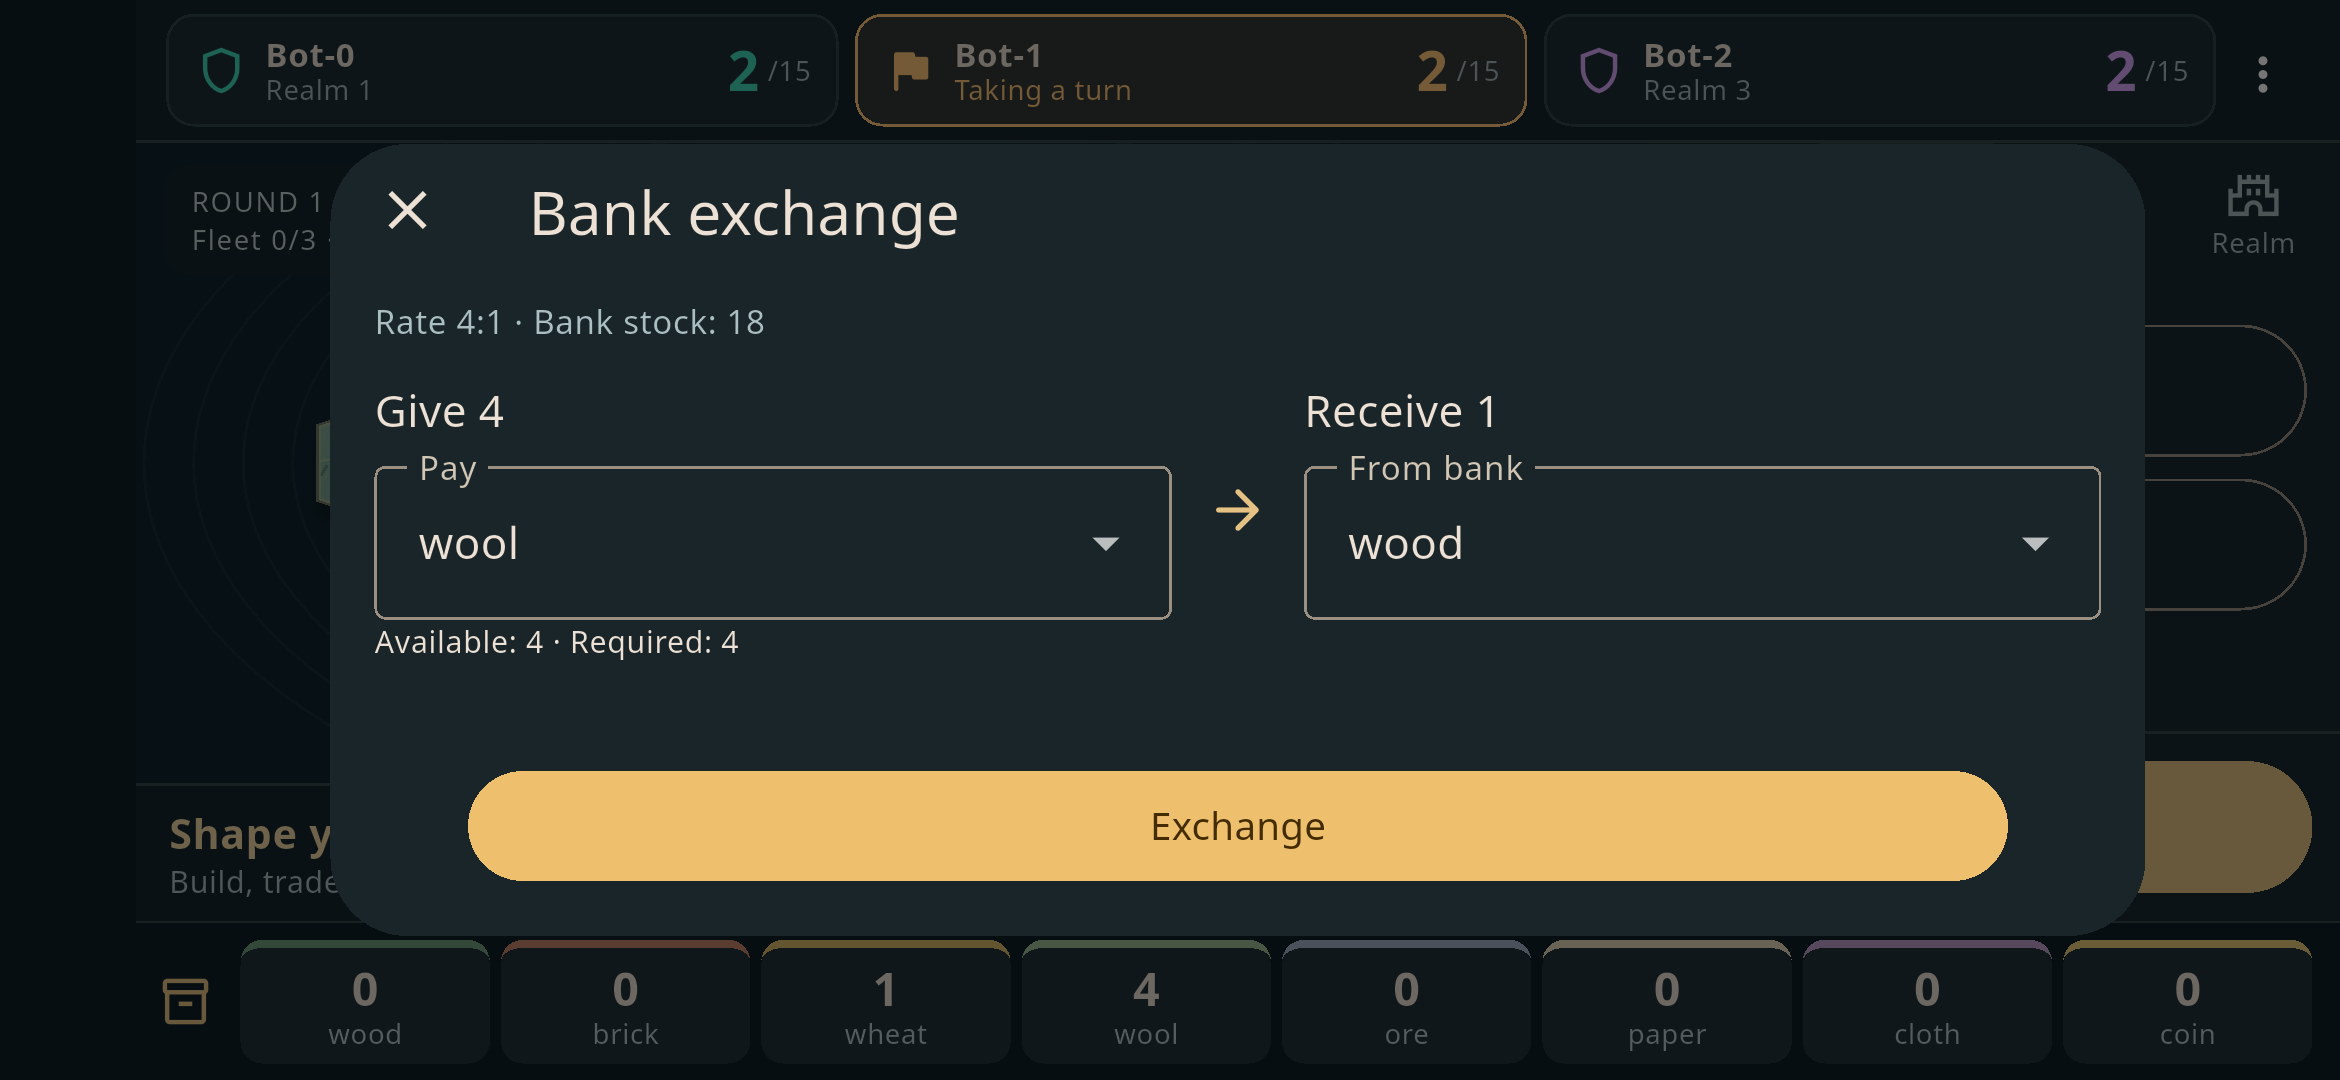 Bot-0
Realm 1
2 /15
Bot-1
Taking a turn
2 /15
Bot-2
Realm 3
2 /15
ROUND 1
Fleet 0/3
Realm
Bank exchange
Rate 4:1 · Bank stock: 18
Give 4
Receive 1
Pay
wool
From bank
wood
Available: 4 · Required: 4
Exchange
Shape y
Build, trade
0
wood
0
brick
1
wheat
4
wool
0
ore
0
paper
0
cloth
0
coin